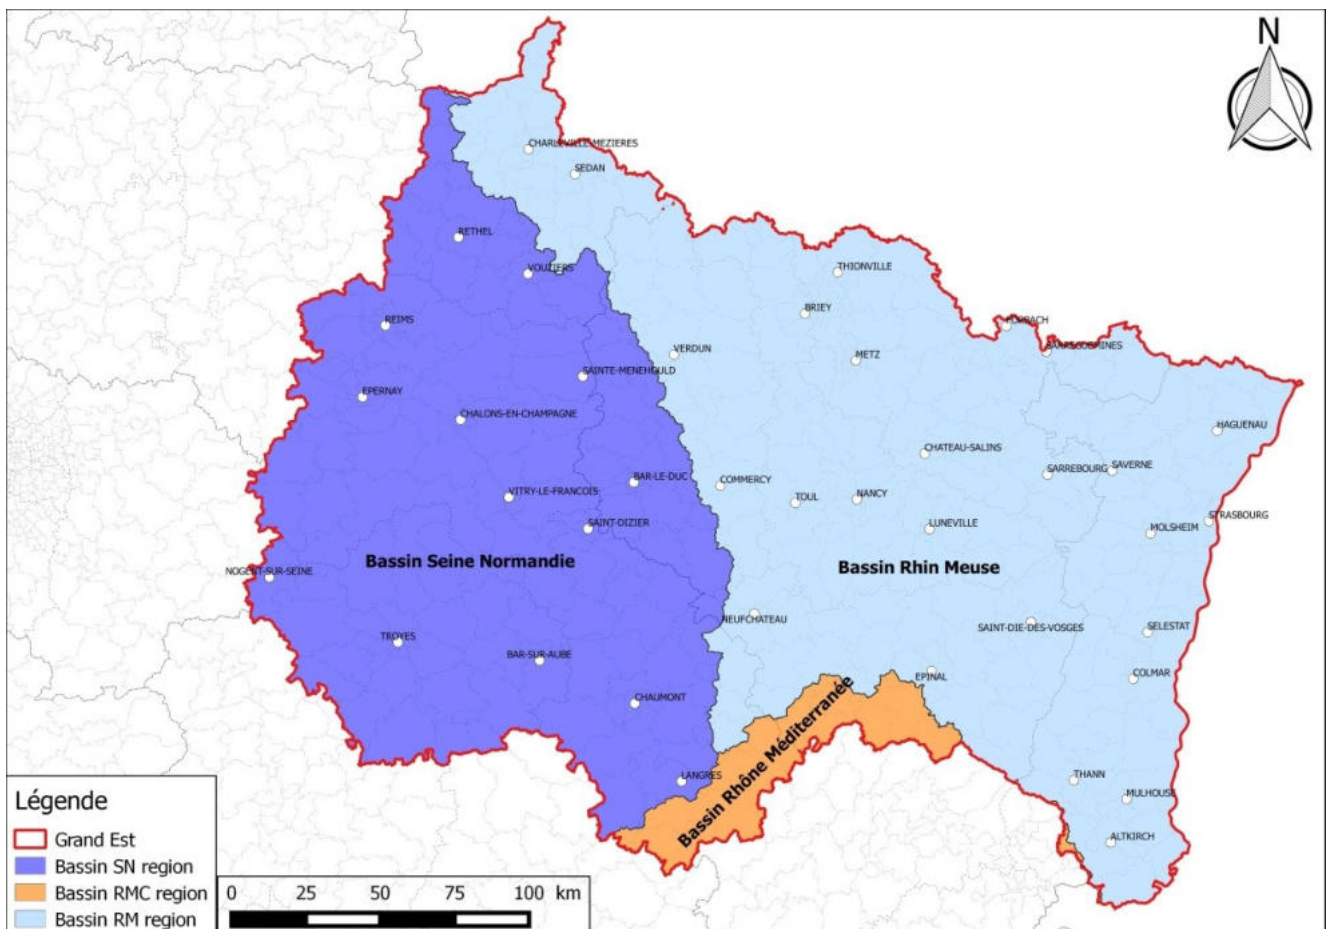 N
CHARLEVILLE-MEZIERES
SEDAN
RETHEL
VOUZIERS
THIONVILLE
BRIEY
REIMS
FORBACH
SARREGUEMINES
VERDUN
METZ
SAINTE-MENEHOULD
EPERNAY
CHALONS-EN-CHAMPAGNE
HAGUENAU
CHATEAU-SALINS
SARREBOURG
SAVERNE
BAR-LE-DUC
COMMERCY
VITRY-LE-FRANCOIS
TOUL
NANCY
SAINT-DIZIER
LUNEVILLE
STRASBOURG
MOLSHEIM
Bassin Seine Normandie
Bassin Rhin Meuse
NOGENT-SUR-SEINE
NEUFCHATEAU
SAINT-DIE-DES-VOSGES
SELESTAT
TROYES
BAR-SUR-AUBE
EPINAL
COLMAR
CHAUMONT
Bassin Rhône Méditerranée
LANGRES
THANN
MULHOUSE
ALTKIRCH
Légende
Grand Est
Bassin SN region
Bassin RMC region
Bassin RM region
0 25 50 75 100 km